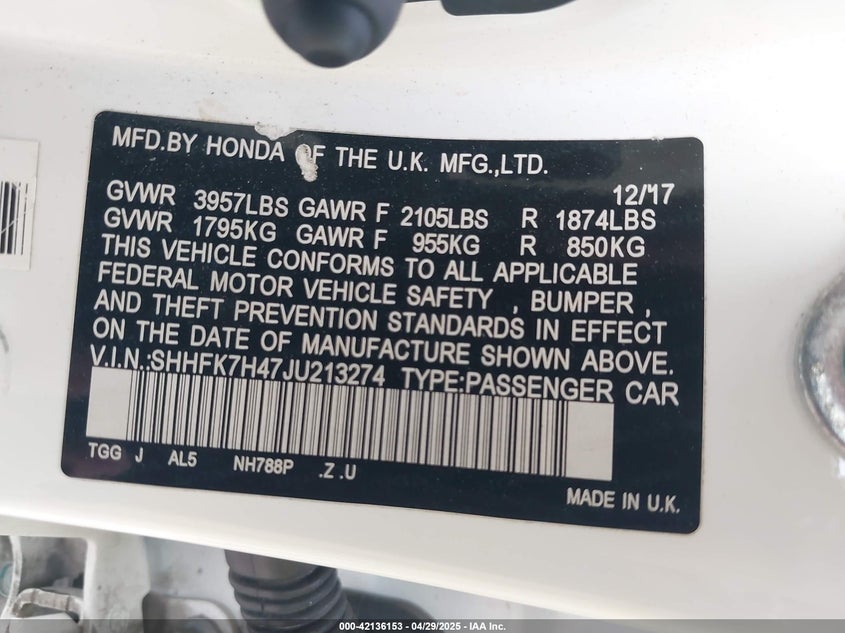 MFD.BY HONDA OF THE U.K. MFG.,LTD.
12/17
GVWR 3957LBS GAWR F 2105LBS R 1874LBS
GVWR 1795KG GAWR F 955KG R 850KG
THIS VEHICLE CONFORMS TO ALL APPLICABLE
FEDERAL MOTOR VEHICLE SAFETY , BUMPER ,
AND THEFT PREVENTION STANDARDS IN EFFECT
ON THE DATE OF MANUFACTURE SHOWN ABOVE.
V.I.N.:SHHFK7H47JU213274 TYPE:PASSENGER CAR
TGG J AL5 NH788P .Z .U
MADE IN U.K.
000-42136153 - 04/29/2025 - IAA Inc.